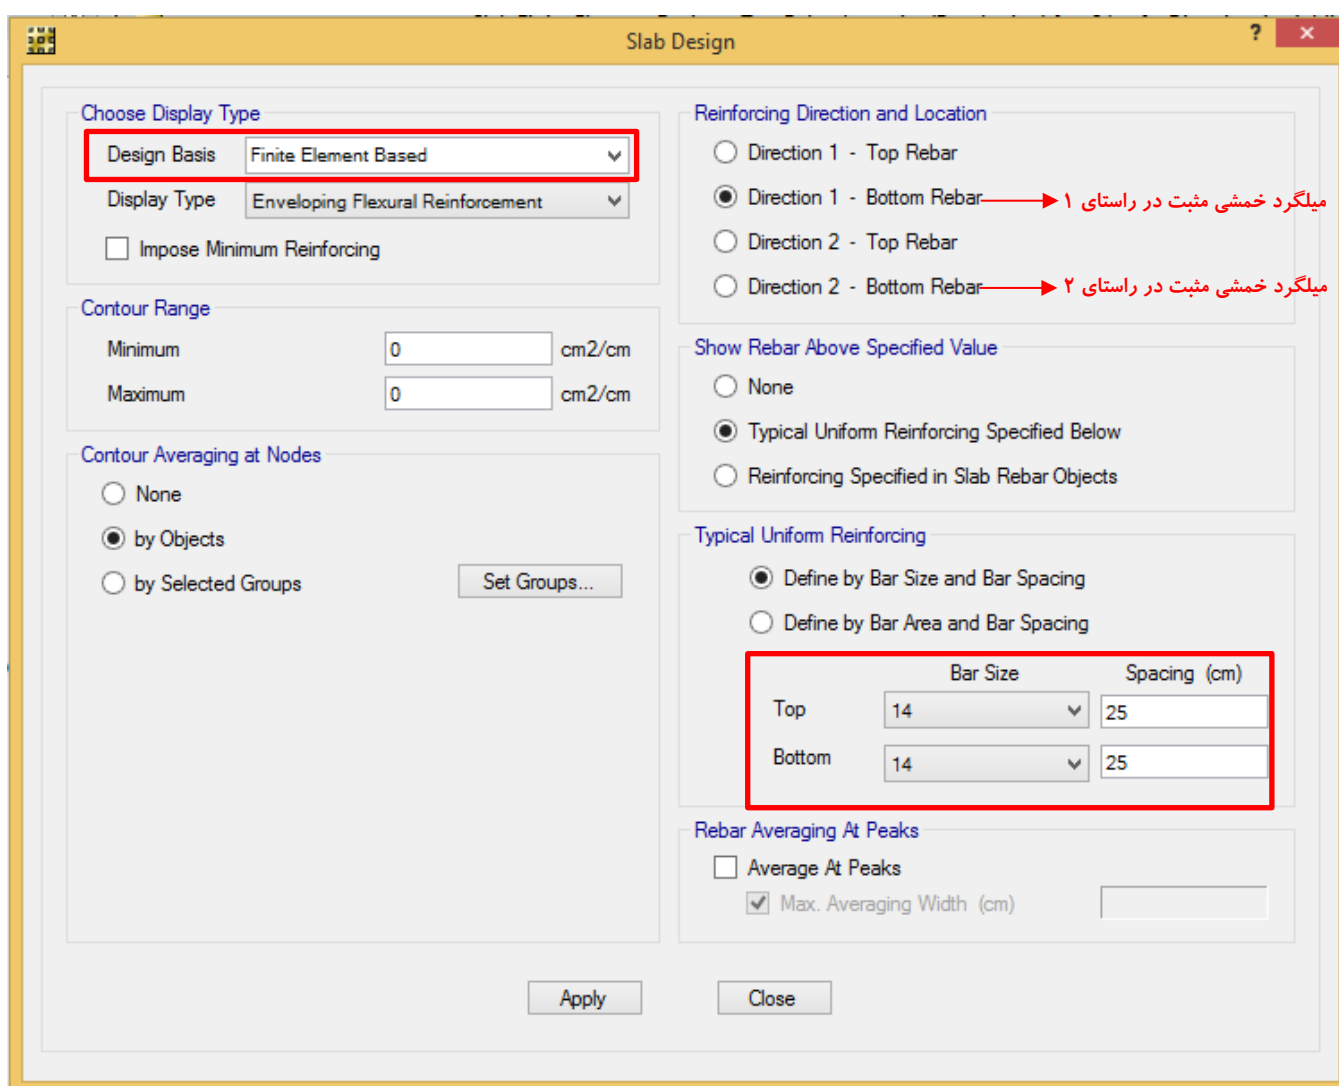 Slab Design
?
Choose Display Type
Design Basis Finite Element Based
Display Type Enveloping Flexural Reinforcement
Impose Minimum Reinforcing
Contour Range
Minimum 0 cm2/cm
Maximum 0 cm2/cm
Contour Averaging at Nodes
None
by Objects
by Selected Groups Set Groups...
Reinforcing Direction and Location
Direction 1 - Top Rebar
Direction 1 - Bottom Rebar میلگرد خمشی مثبت در راستای ۱
Direction 2 - Top Rebar
Direction 2 - Bottom Rebar میلگرد خمشی مثبت در راستای ۲
Show Rebar Above Specified Value
None
Typical Uniform Reinforcing Specified Below
Reinforcing Specified in Slab Rebar Objects
Typical Uniform Reinforcing
Define by Bar Size and Bar Spacing
Define by Bar Area and Bar Spacing
Bar Size Spacing (cm)
Top 14 25
Bottom 14 25
Rebar Averaging At Peaks
Average At Peaks
Max. Averaging Width (cm)
Apply Close